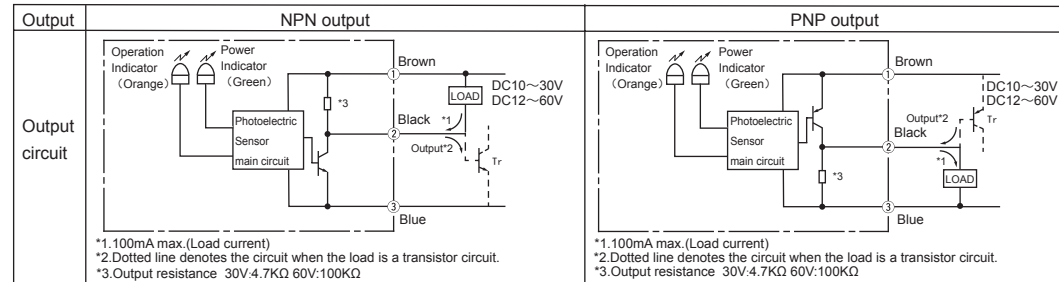 Output
NPN output
PNP output
Output
circuit
Operation
Indicator
（Orange）
Power
Indicator
（Green）
Photoelectric
Sensor
main circuit
*3
1
Brown
LOAD
DC10～30V
DC12～60V
*1
Black
2
Output*2
Tr
3
Blue
*1.100mA max.(Load current)
*2.Dotted line denotes the circuit when the load is a transistor circuit.
*3.Output resistance 30V:4.7KΩ 60V:100KΩ
Operation
Indicator
（Orange）
Power
Indicator
（Green）
Photoelectric
Sensor
main circuit
1
Brown
DC10～30V
DC12～60V
Output*2
Tr
Black
2
*1
*3
LOAD
3
Blue
*1.100mA max.(Load current)
*2.Dotted line denotes the circuit when the load is a transistor circuit.
*3.Output resistance 30V:4.7KΩ 60V:100KΩ